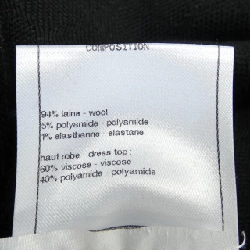 COMPOSITION
94% laine - wool
5% polyamide - polyamide
1% elasthanne - elastane
haut robe - dress top :
60% viscose - viscose
40% polyamide - polyamide